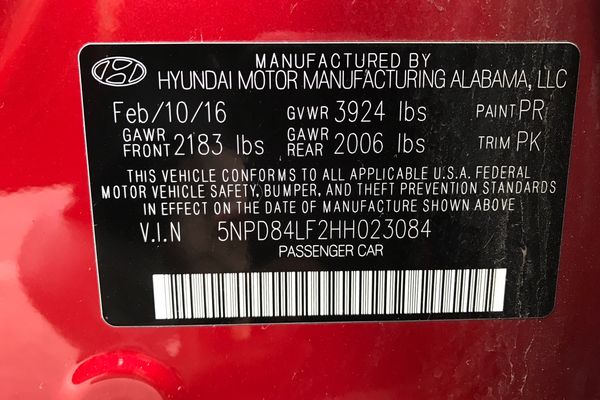 MANUFACTURED BY
HYUNDAI MOTOR MANUFACTURING ALABAMA, LLC
Feb/10/16 GVWR 3924 lbs PAINT PR
GAWR FRONT 2183 lbs GAWR REAR 2006 lbs TRIM PK
THIS VEHICLE CONFORMS TO ALL APPLICABLE U.S.A. FEDERAL
MOTOR VEHICLE SAFETY, BUMPER, AND THEFT PREVENTION STANDARDS
IN EFFECT ON THE DATE OF MANUFACTURE SHOWN ABOVE
V.I.N 5NPD84LF2HH023084
PASSENGER CAR